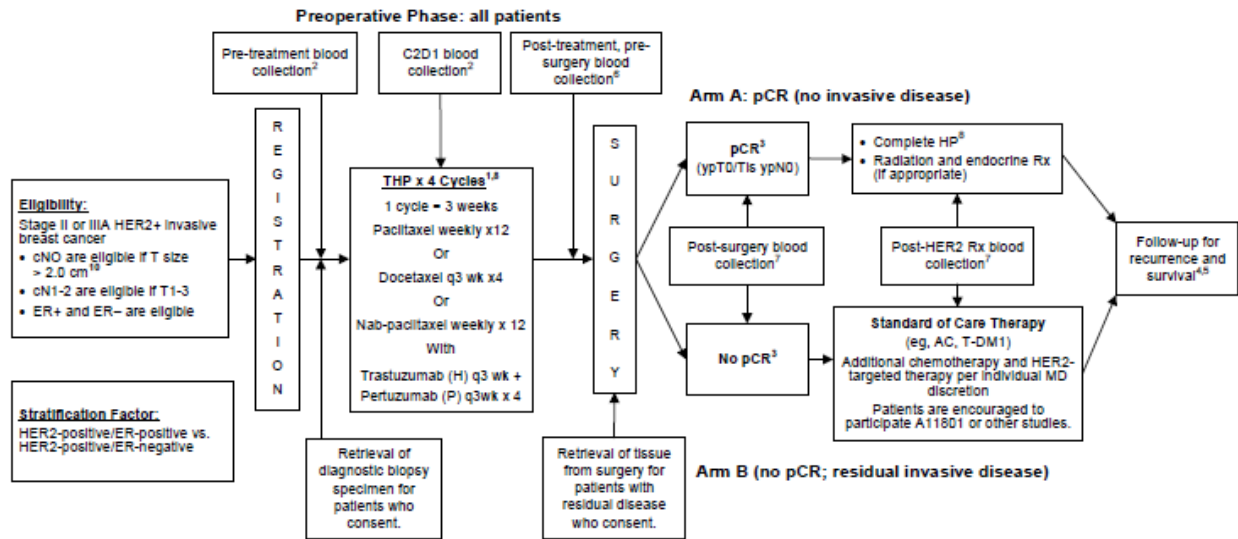 Preoperative Phase: all patients
Pre-treatment blood
collection2
C2D1 blood
collection2
Post-treatment, pre-
surgery blood
collection6
Arm A: pCR (no invasive disease)
Eligibility:
Stage II or IIIA HER2+ invasive
breast cancer
• cN0 are eligible if T size
> 2.0 cm10
• cN1-2 are eligible if T1-3
• ER+ and ER– are eligible
Stratification Factor:
HER2-positive/ER-positive vs.
HER2-positive/ER-negative
R
E
G
I
S
T
R
A
T
I
O
N
THP x 4 Cycles1,8
1 cycle = 3 weeks
Paclitaxel weekly x12
Or
Docetaxel q3 wk x4
Or
Nab-paclitaxel weekly x 12
With
Trastuzumab (H) q3 wk +
Pertuzumab (P) q3wk x 4
S
U
R
G
E
R
Y
pCR3
(ypT0/Tis ypN0)
• Complete HP8
• Radiation and endocrine Rx
(if appropriate)
Post-surgery blood
collection7
Post-HER2 Rx blood
collection7
Follow-up for
recurrence and
survival4,5
No pCR3
Standard of Care Therapy
(eg, AC, T-DM1)
Additional chemotherapy and HER2-
targeted therapy per individual MD
discretion
Patients are encouraged to
participate A11801 or other studies.
Retrieval of
diagnostic biopsy
specimen for
patients who
consent.
Retrieval of tissue
from surgery for
patients with
residual disease
who consent.
Arm B (no pCR; residual invasive disease)